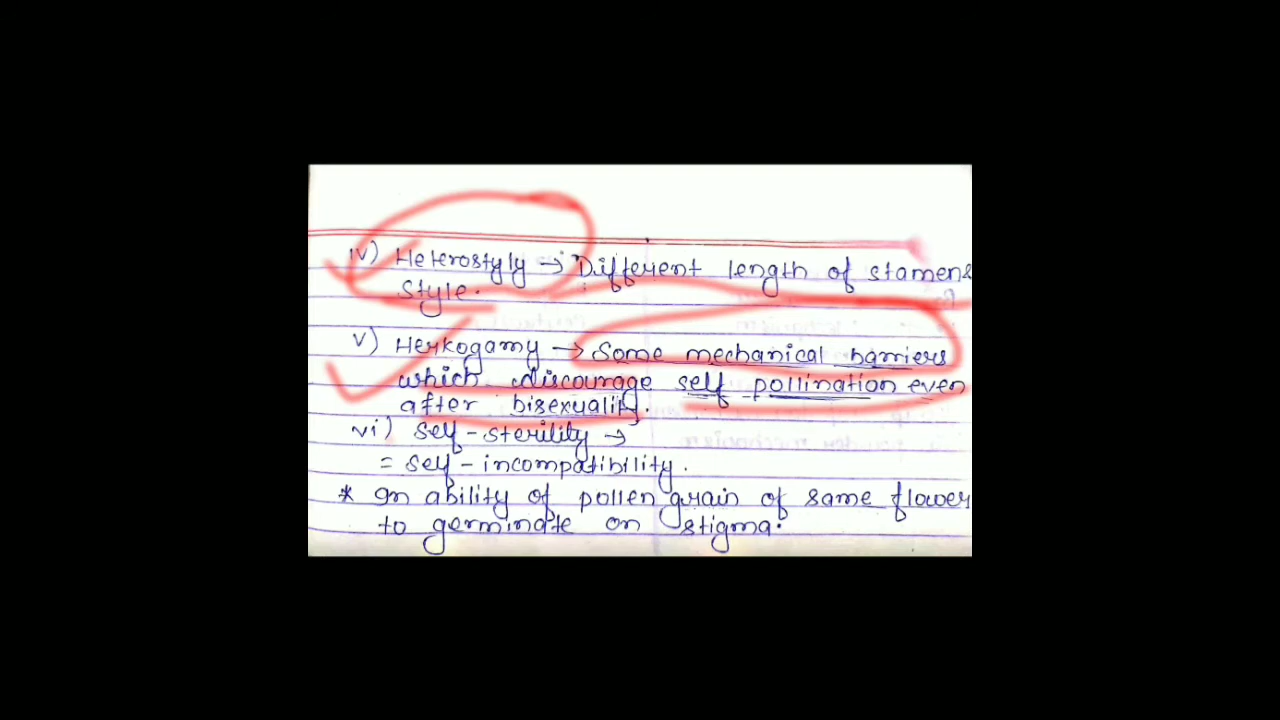 iv) Heterostyly → Different length of stamen &
style.
v) Herkogamy → Some mechanical barriers
which discourage self pollination even
after bisexuality.
vi) Self-sterility →
= self-incompatibility.
* In ability of pollen grain of same flower
to germinate on stigma.